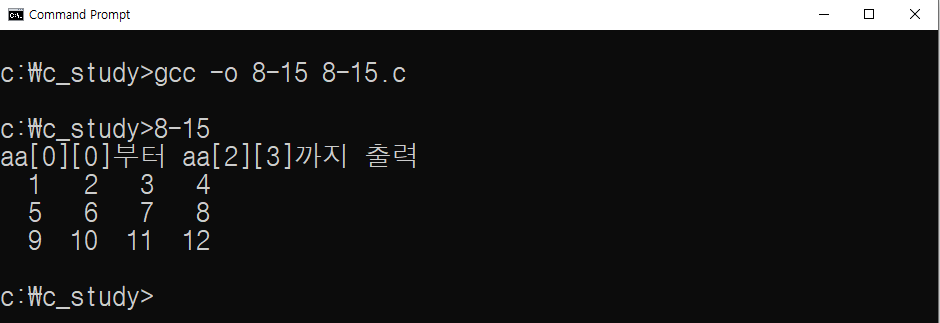 Command Prompt
c:₩c_study>gcc -o 8-15 8-15.c
c:₩c_study>8-15
aa[0][0]부터 aa[2][3]까지 출력
1 2 3 4
5 6 7 8
9 10 11 12
c:₩c_study>